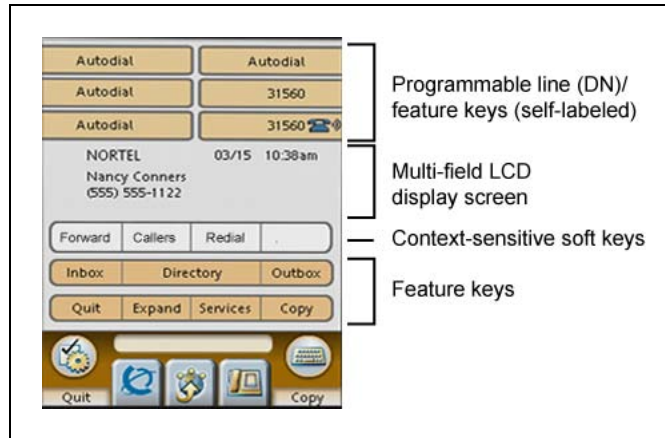 Autodial Autodial
Autodial 31560
Autodial 31560
NORTEL 03/15 10:38am
Nancy Conners
(555) 555-1122
Forward Callers Redial .
Inbox Directory Outbox
Quit Expand Services Copy
Quit Copy
Programmable line (DN)/
feature keys (self-labeled)
Multi-field LCD
display screen
Context-sensitive soft keys
Feature keys